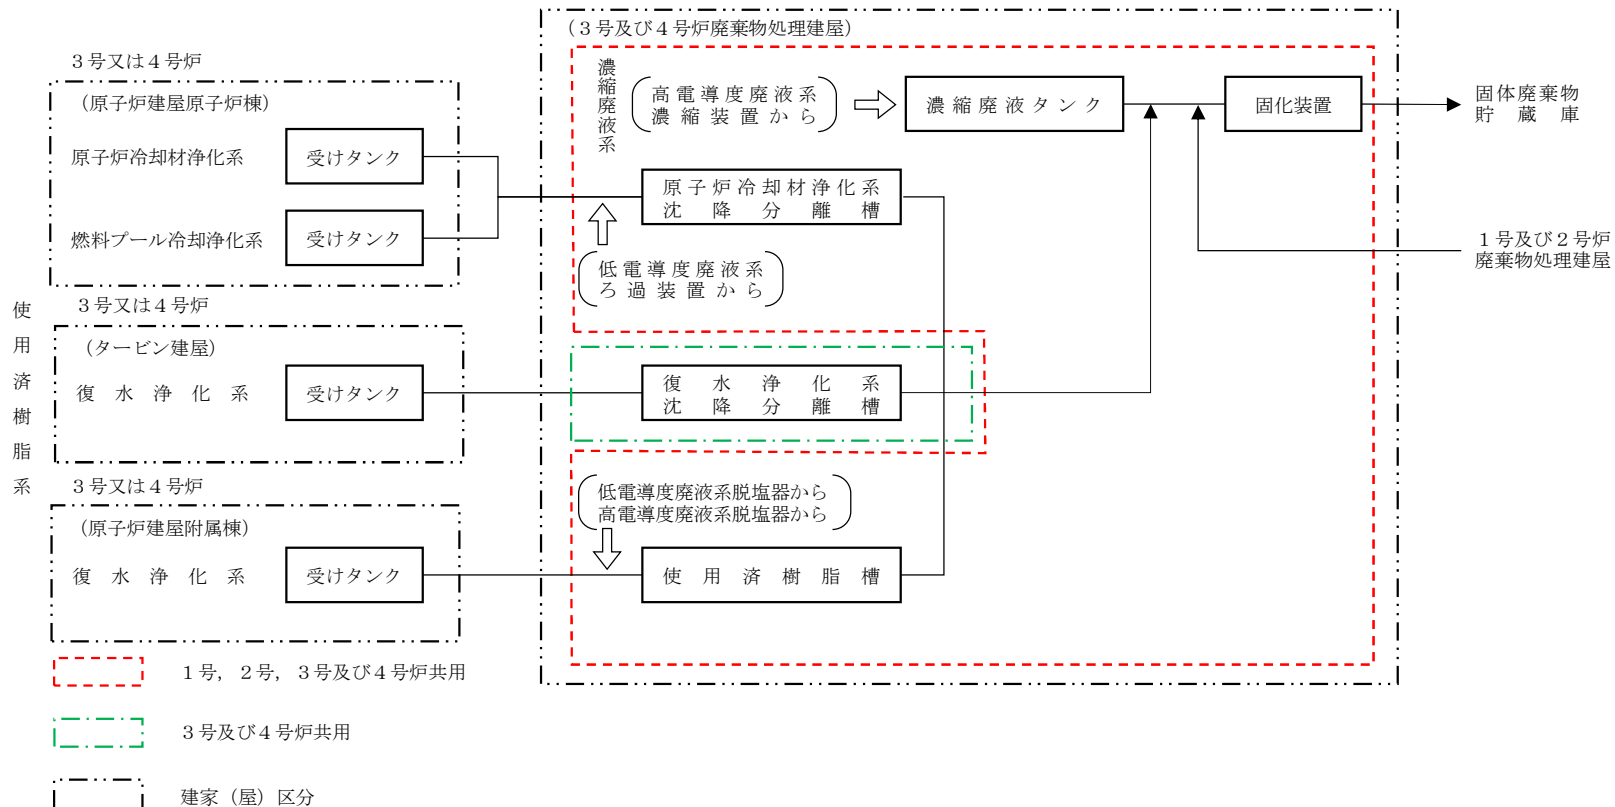 (３号及び４号炉廃棄物処理建屋)
３号又は４号炉
(原子炉建屋原子炉棟)
原子炉冷却材浄化系
受けタンク
燃料プール冷却浄化系
受けタンク
濃縮廃液系
高電導度廃液系
濃縮装置から
濃縮廃液タンク
固化装置
固体廃棄物
貯蔵庫
原子炉冷却材浄化系
沈降分離槽
低電導度廃液系
ろ過装置から
１号及び２号炉
廃棄物処理建屋
使用済樹脂系
３号又は４号炉
(タービン建屋)
復水浄化系
受けタンク
復水浄化系
沈降分離槽
３号又は４号炉
(原子炉建屋附属棟)
復水浄化系
受けタンク
低電導度廃液系脱塩器から
高電導度廃液系脱塩器から
使用済樹脂槽
１号，２号，３号及び４号炉共用
３号及び４号炉共用
建家（屋）区分